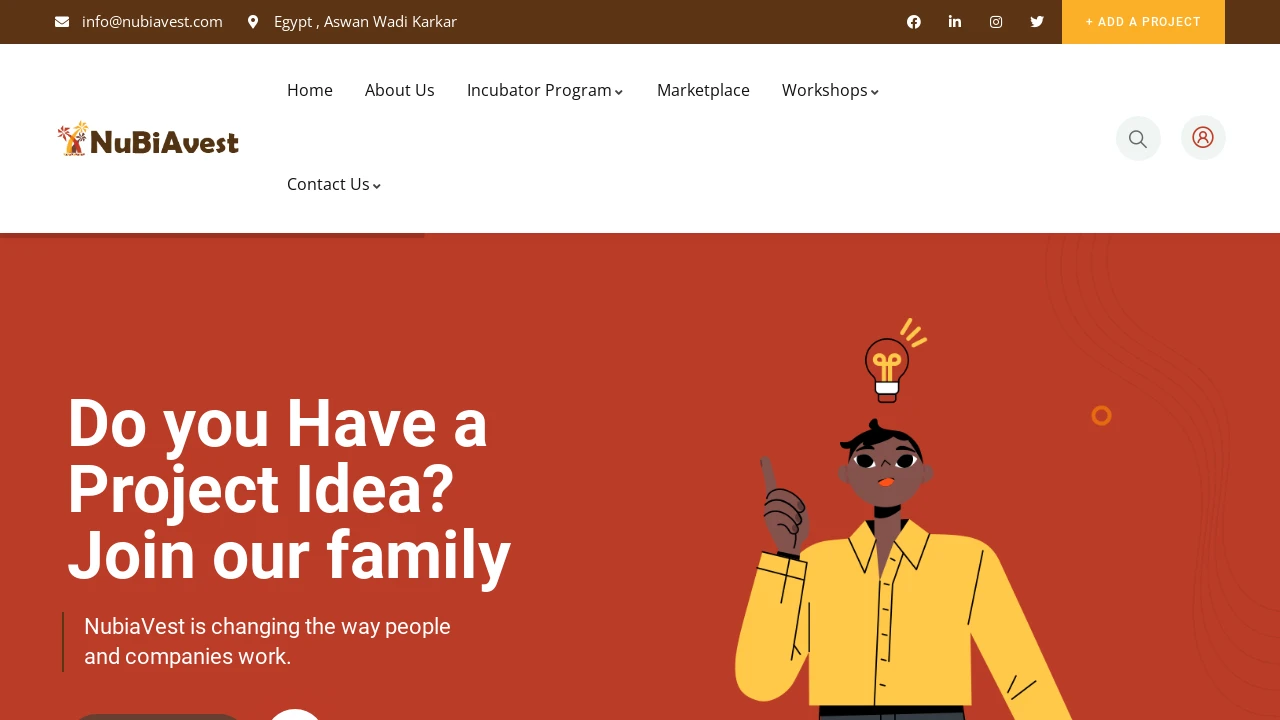 info@nubiavest.com
Egypt , Aswan Wadi Karkar
+ ADD A PROJECT
Home
About Us
Incubator Program
Marketplace
Workshops
Contact Us
NuBiAvest
Do you Have a
Project Idea?
Join our family
NubiaVest is changing the way people
and companies work.